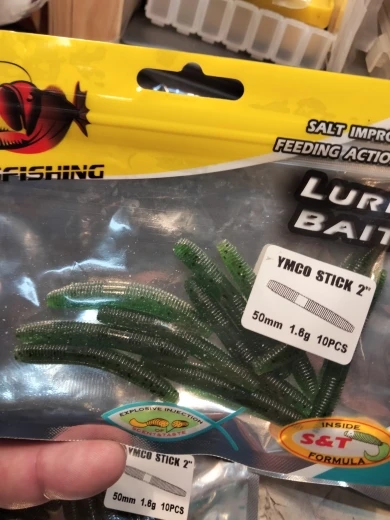 SALT IMPRO
FEEDING ACTIO
FISHING
LURE
BAIT
YMCO STICK 2"
50mm 1.6g 10PCS
EXPLOSIVE INJECTION
INSIDE
S&T
FORMULA
YMCO STICK 2"
50mm 1.6g 10PCS